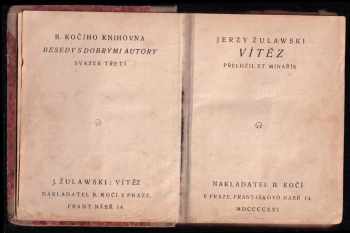 B. KOČÍHO KNIHOVNA
BESEDY S DOBRÝMI AUTORY
SVAZEK TŘETÍ
J. ŽULAWSKI: VÍTĚZ
NAKLADATEL B. KOČÍ V PRAZE,
FRANT. NÁBŘ. 14.
JERZY ŽULAWSKI
VÍTĚZ
PŘELOŽIL ST. MINAŘÍK
NAKLADATEL B. KOČÍ
V PRAZE, FRANTIŠKOVO NÁBŘ. 14.